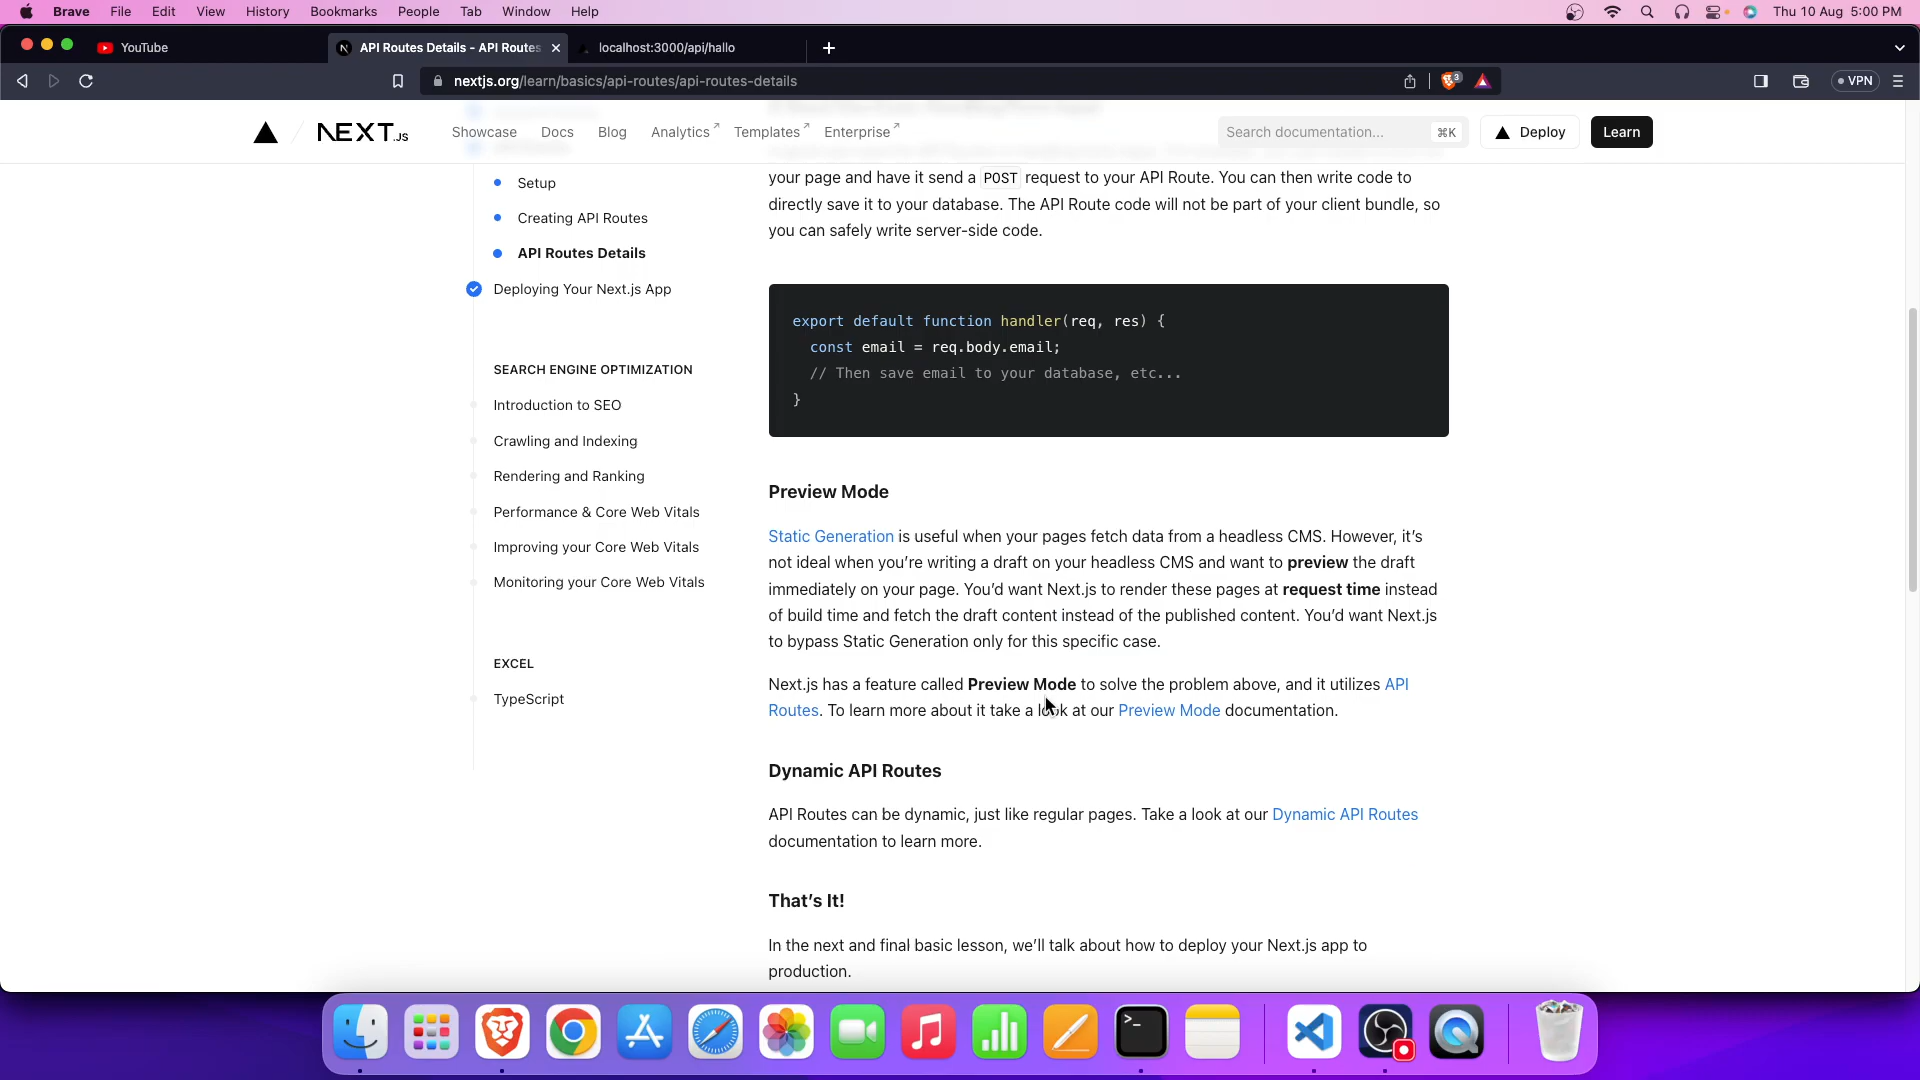 Brave File Edit View History Bookmarks People Tab Window Help Thu 10 Aug 5:00 PM
YouTube API Routes Details - API Routes localhost:3000/api/hallo
nextjs.org/learn/basics/api-routes/api-routes-details 3 VPN
NEXT.JS Showcase Docs Blog Analytics Templates Enterprise Search documentation... ⌘K Deploy Learn
Setup
Creating API Routes
API Routes Details
Deploying Your Next.js App
SEARCH ENGINE OPTIMIZATION
Introduction to SEO
Crawling and Indexing
Rendering and Ranking
Performance & Core Web Vitals
Improving your Core Web Vitals
Monitoring your Core Web Vitals
EXCEL
TypeScript
your page and have it send a POST request to your API Route. You can then write code to
directly save it to your database. The API Route code will not be part of your client bundle, so
you can safely write server-side code.
export default function handler(req, res) {
const email = req.body.email;
// Then save email to your database, etc...
}
Preview Mode
Static Generation is useful when your pages fetch data from a headless CMS. However, it’s
not ideal when you’re writing a draft on your headless CMS and want to preview the draft
immediately on your page. You’d want Next.js to render these pages at request time instead
of build time and fetch the draft content instead of the published content. You’d want Next.js
to bypass Static Generation only for this specific case.
Next.js has a feature called Preview Mode to solve the problem above, and it utilizes API
Routes. To learn more about it take a look at our Preview Mode documentation.
Dynamic API Routes
API Routes can be dynamic, just like regular pages. Take a look at our Dynamic API Routes
documentation to learn more.
That’s It!
In the next and final basic lesson, we’ll talk about how to deploy your Next.js app to
production.